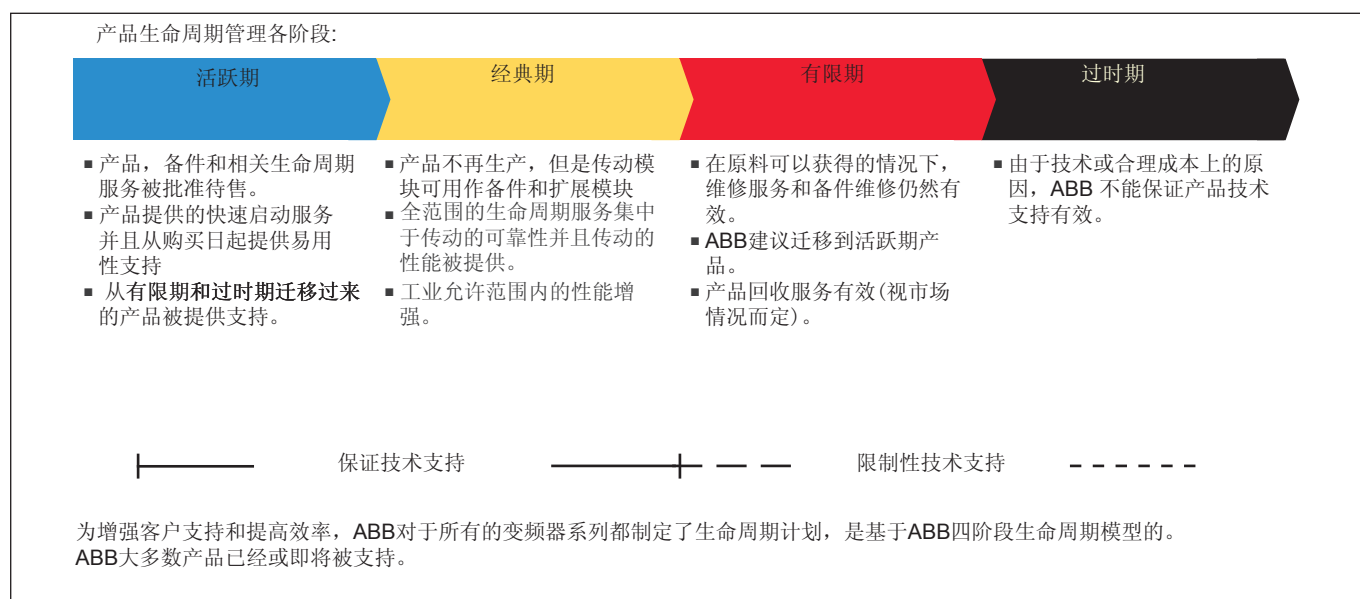 产品生命周期管理各阶段:
活跃期
经典期
有限期
过时期
■ 产品，备件和相关生命周期
服务被批准待售。
■ 产品提供的快速启动服务
并且从购买日起提供易用
性支持
■ 从有限期和过时期迁移过来
的产品被提供支持。
■ 产品不再生产，但是传动模
块可用作备件和扩展模块
■ 全范围的生命周期服务集中
于传动的可靠性并且传动的
性能被提供。
■ 工业允许范围内的性能增
强。
■ 在原料可以获得的情况下，
维修服务和备件维修仍然有
效。
■ ABB建议迁移到活跃期产
品。
■ 产品回收服务有效(视市场
情况而定)。
■ 由于技术或合理成本上的原
因，ABB 不能保证产品技术
支持有效。
保证技术支持
限制性技术支持
为增强客户支持和提高效率，ABB对于所有的变频器系列都制定了生命周期计划，是基于ABB四阶段生命周期模型的。
ABB大多数产品已经或即将被支持。